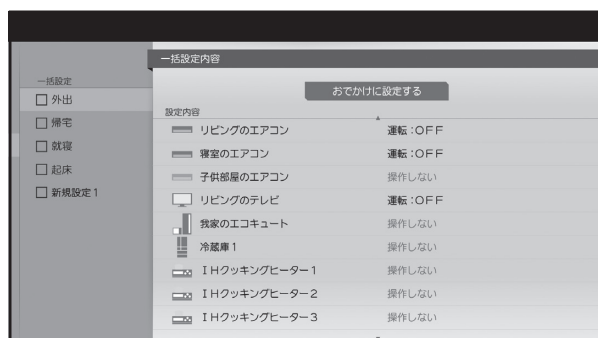 一括設定内容
一括設定
外出
帰宅
就寝
起床
新規設定1
おでかけに設定する
設定内容
リビングのエアコン 運転:OFF
寝室のエアコン 運転:OFF
子供部屋のエアコン 操作しない
リビングのテレビ 運転:OFF
我家のエコキュート 操作しない
冷蔵庫1 操作しない
IHクッキングヒーター1 操作しない
IHクッキングヒーター2 操作しない
IHクッキングヒーター3 操作しない